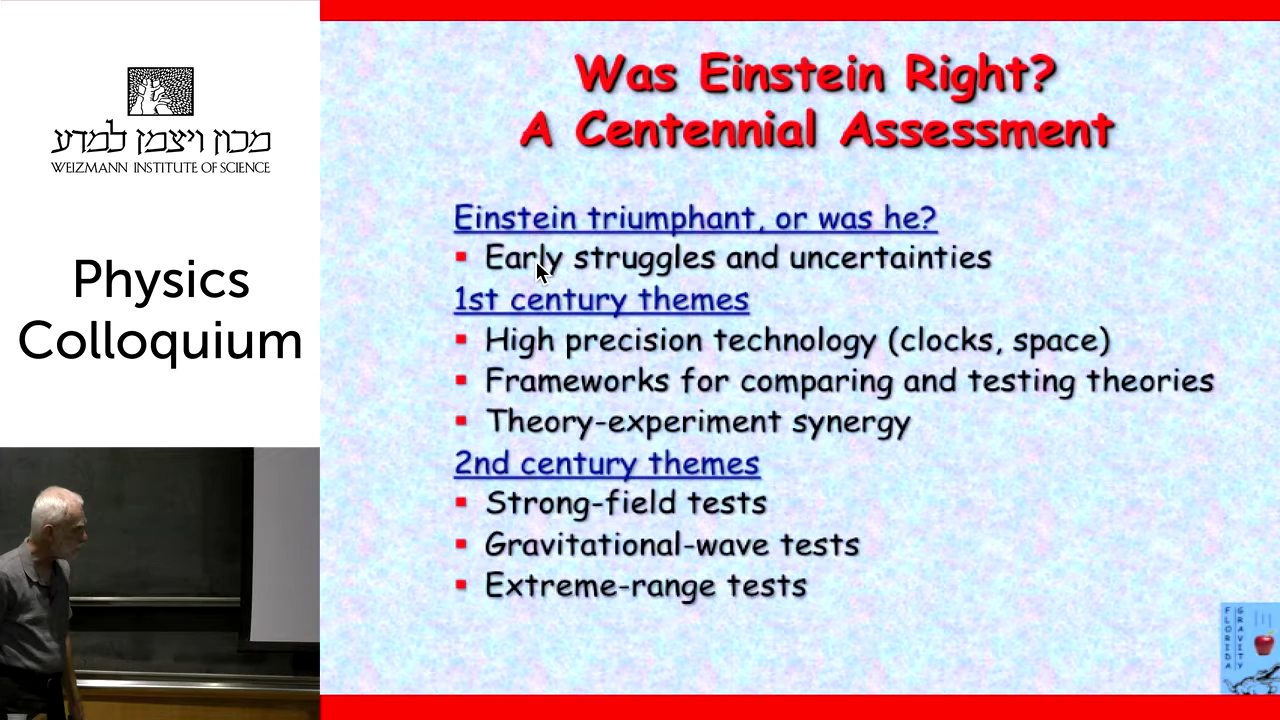 מכון ויצמן למדע
WEIZMANN INSTITUTE OF SCIENCE
Physics
Colloquium
Was Einstein Right?
A Centennial Assessment
Einstein triumphant, or was he?
▪ Early struggles and uncertainties
1st century themes
▪ High precision technology (clocks, space)
▪ Frameworks for comparing and testing theories
▪ Theory-experiment synergy
2nd century themes
▪ Strong-field tests
▪ Gravitational-wave tests
▪ Extreme-range tests
FLORIDA
GRAVITY